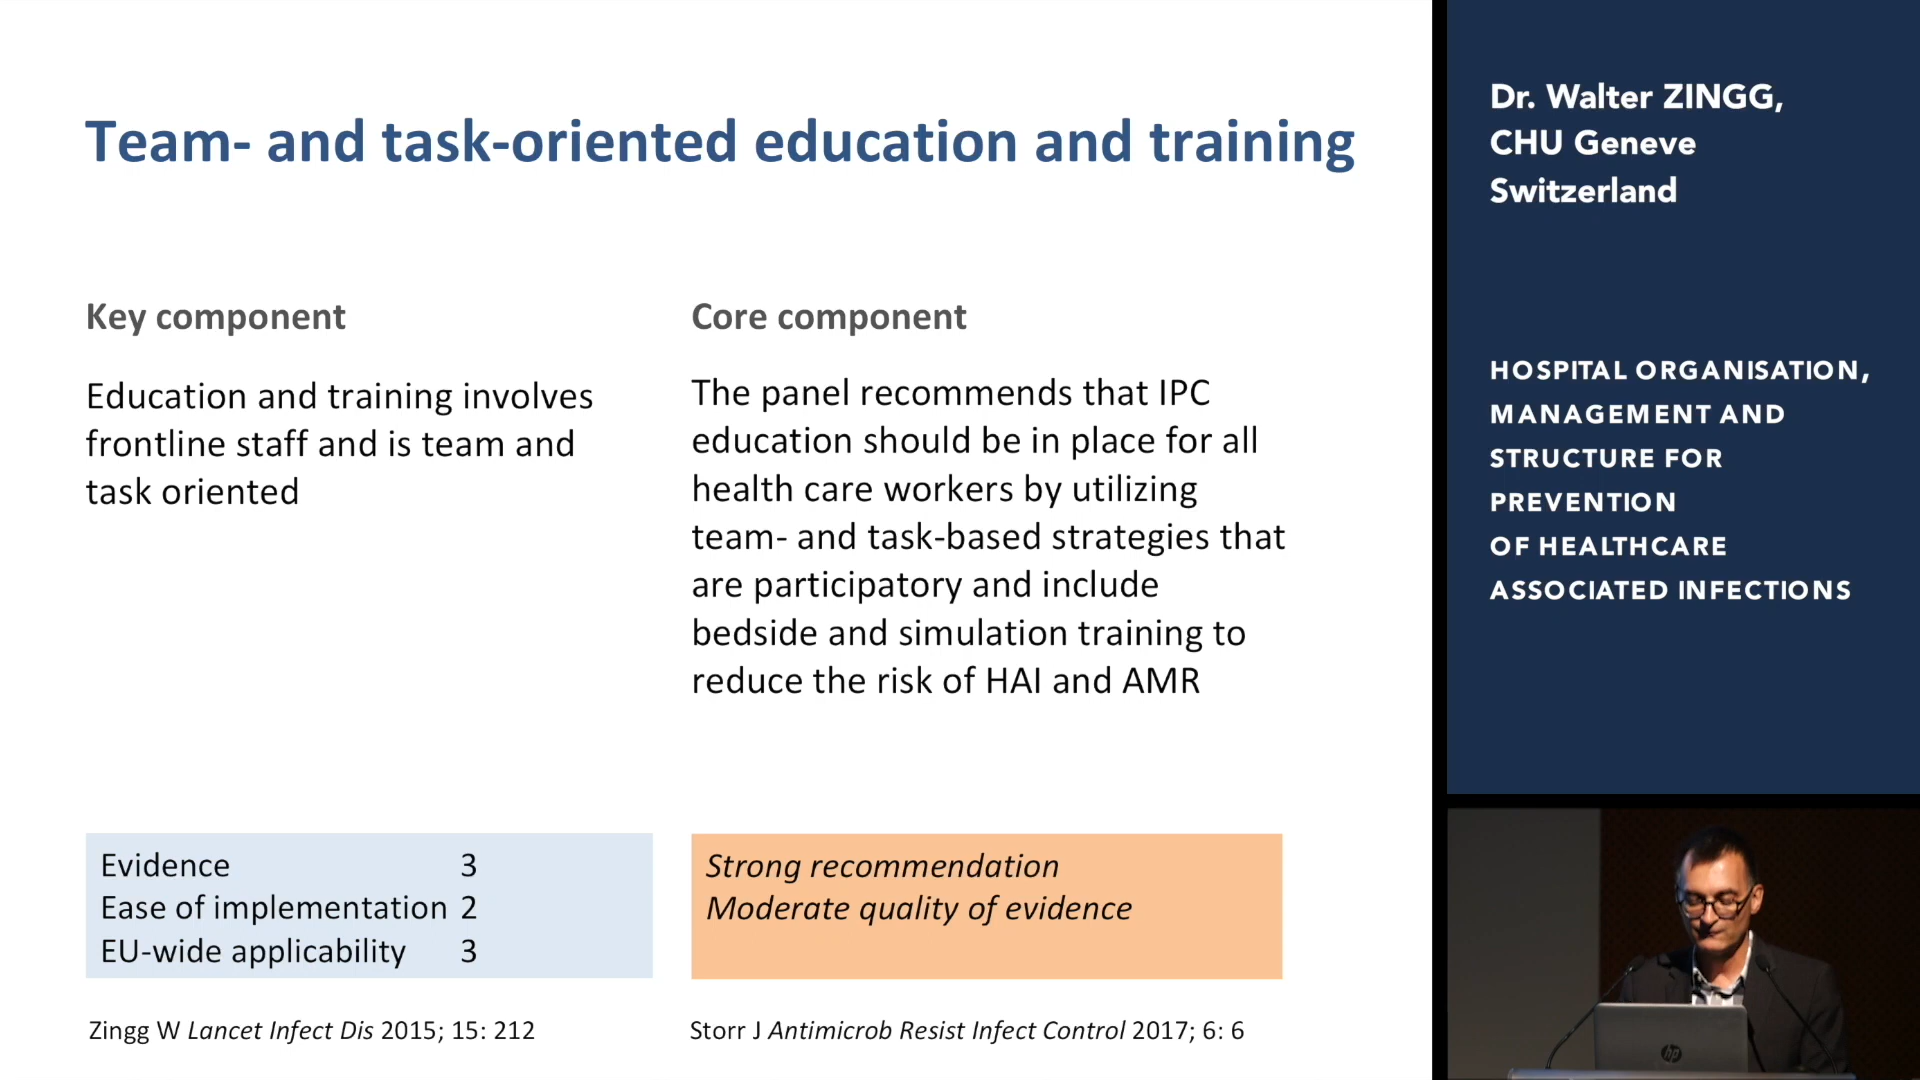 Team- and task-oriented education and training
Key component
Education and training involves
frontline staff and is team and
task oriented
Core component
The panel recommends that IPC
education should be in place for all
health care workers by utilizing
team- and task-based strategies that
are participatory and include
bedside and simulation training to
reduce the risk of HAI and AMR
Evidence 3
Ease of implementation 2
EU-wide applicability 3
Strong recommendation
Moderate quality of evidence
Zingg W Lancet Infect Dis 2015; 15: 212
Storr J Antimicrob Resist Infect Control 2017; 6: 6
Dr. Walter ZINGG,
CHU Geneve
Switzerland
HOSPITAL ORGANISATION,
MANAGEMENT AND
STRUCTURE FOR
PREVENTION
OF HEALTHCARE
ASSOCIATED INFECTIONS
hp